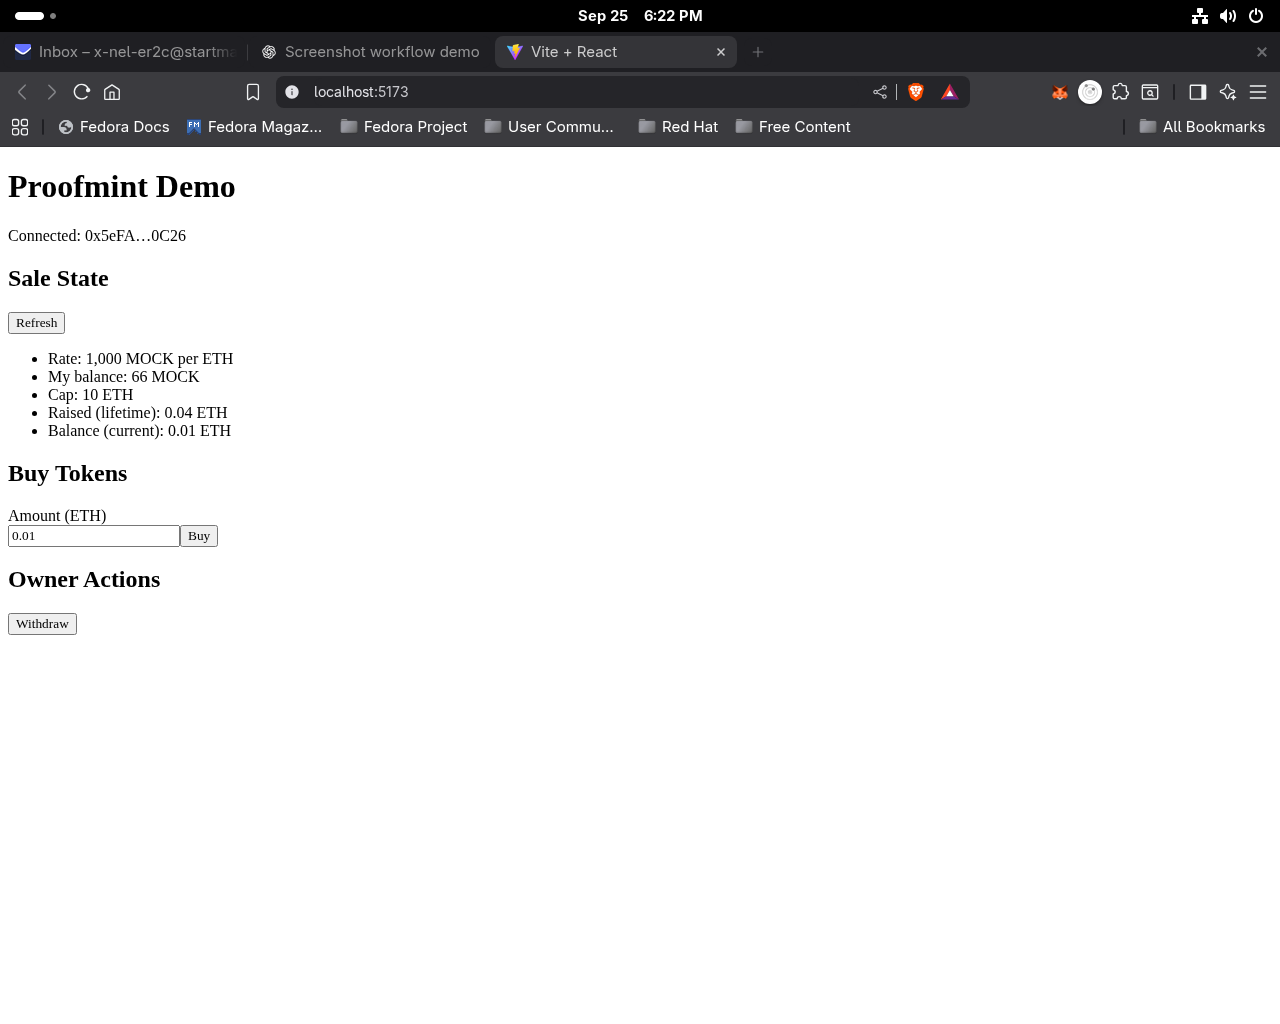 Sep 25 6:22 PM
Inbox – x-nel-er2c@startma
Screenshot workflow demo
Vite + React
localhost:5173
Fedora Docs
Fedora Magaz...
Fedora Project
User Commu...
Red Hat
Free Content
All Bookmarks
Proofmint Demo
Connected: 0x5eFA…0C26
Sale State
Refresh
Rate: 1,000 MOCK per ETH
My balance: 66 MOCK
Cap: 10 ETH
Raised (lifetime): 0.04 ETH
Balance (current): 0.01 ETH
Buy Tokens
Amount (ETH)
0.01 Buy
Owner Actions
Withdraw